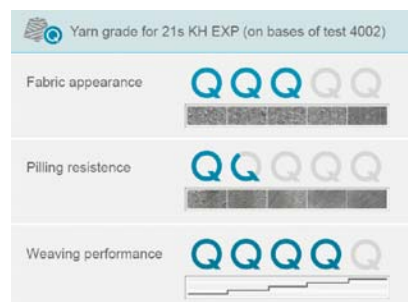 Yarn grade for 21s KH EXP (on bases of test 4002)
Fabric appearance
Pilling resistence
Weaving performance